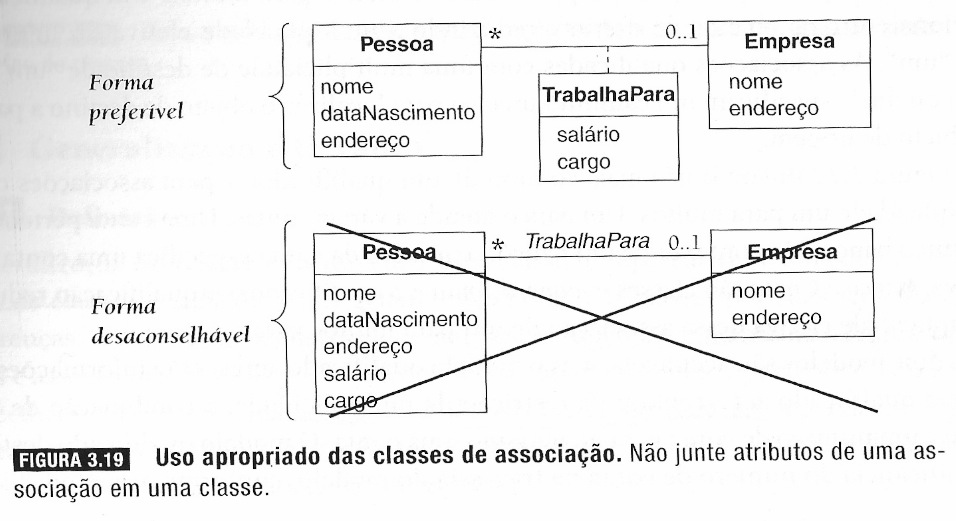 Forma
preferível
Pessoa
nome
dataNascimento
endereço
*
0..1
TrabalhaPara
salário
cargo
Empresa
nome
endereço
Forma
desaconselhável
Pessoa
nome
dataNascimento
endereço
salário
cargo
* TrabalhaPara 0..1
Empresa
nome
endereço
FIGURA 3.19 Uso apropriado das classes de associação. Não junte atributos de uma as-
sociação em uma classe.